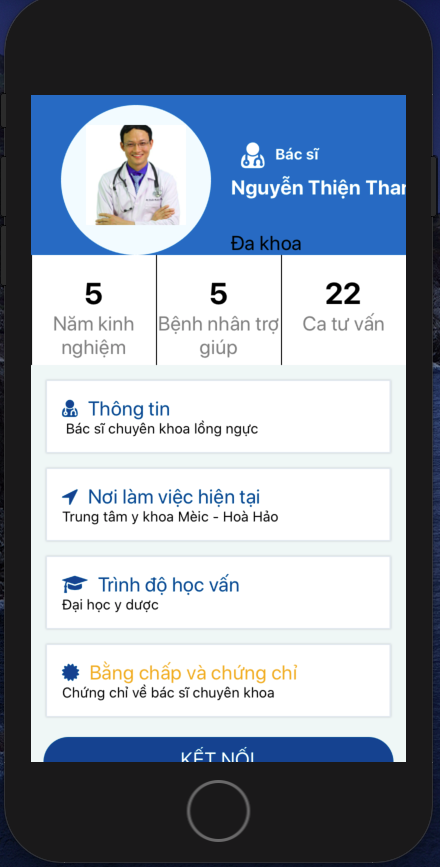 Bác sĩ
Nguyễn Thiện Than
Đa khoa
5
Năm kinh
nghiệm
5
Bệnh nhân trợ
giúp
22
Ca tư vấn
Thông tin
Bác sĩ chuyên khoa lồng ngực
Nơi làm việc hiện tại
Trung tâm y khoa Mèic - Hoà Hảo
Trình độ học vấn
Đại học y dược
Bằng chấp và chứng chỉ
Chứng chỉ về bác sĩ chuyên khoa
KẾT NỐI